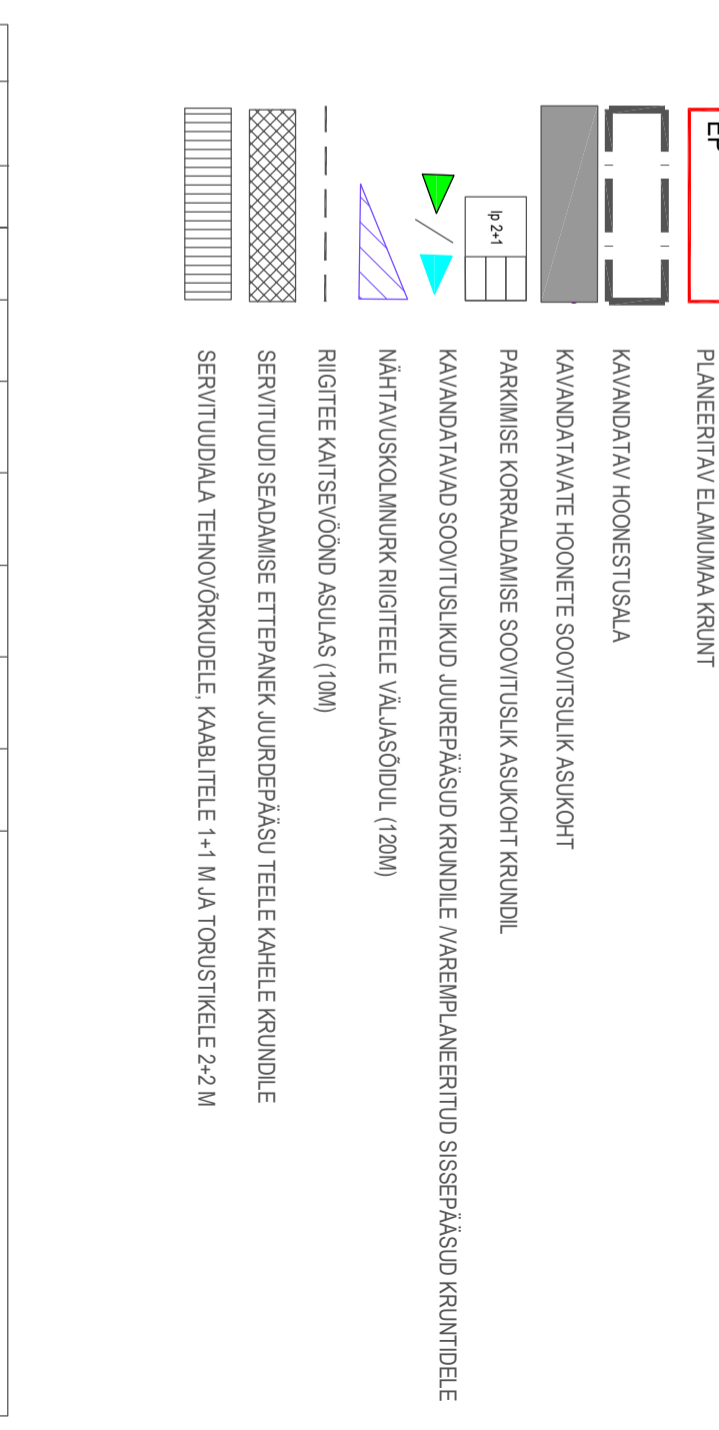 EP
PLANEERITAV ELAMUMAA KRUNT
KAVANDATAV HOONESTUSALA
KAVANDATAVATE HOONETE SOOVITSULIK ASUKOHT
lp 2+1
PARKIMISE KORRALDAMISE SOOVITUSLIK ASUKOHT KRUNDIL
KAVANDATAVAD SOOVITUSLIKUD JUUREPÄÄSUD KRUNDILE /VAREMPLANEERITUD SISSEPÄÄSUD KRUNTIDELE
NÄHTAVUSKOLMNURK RIIGITEELE VÄLJASÕIDUL (120M)
RIIGITEE KAITSEVÖÖND ASULAS (10M)
SERVITUUDI SEADAMISE ETTEPANEK JUURDEPÄÄSU TEELE KAHELE KRUNDILE
SERVITUUDIALA TEHNOVÕRKUDELE, KAABLITELE 1+1 M JA TORUSTIKELE 2+2 M